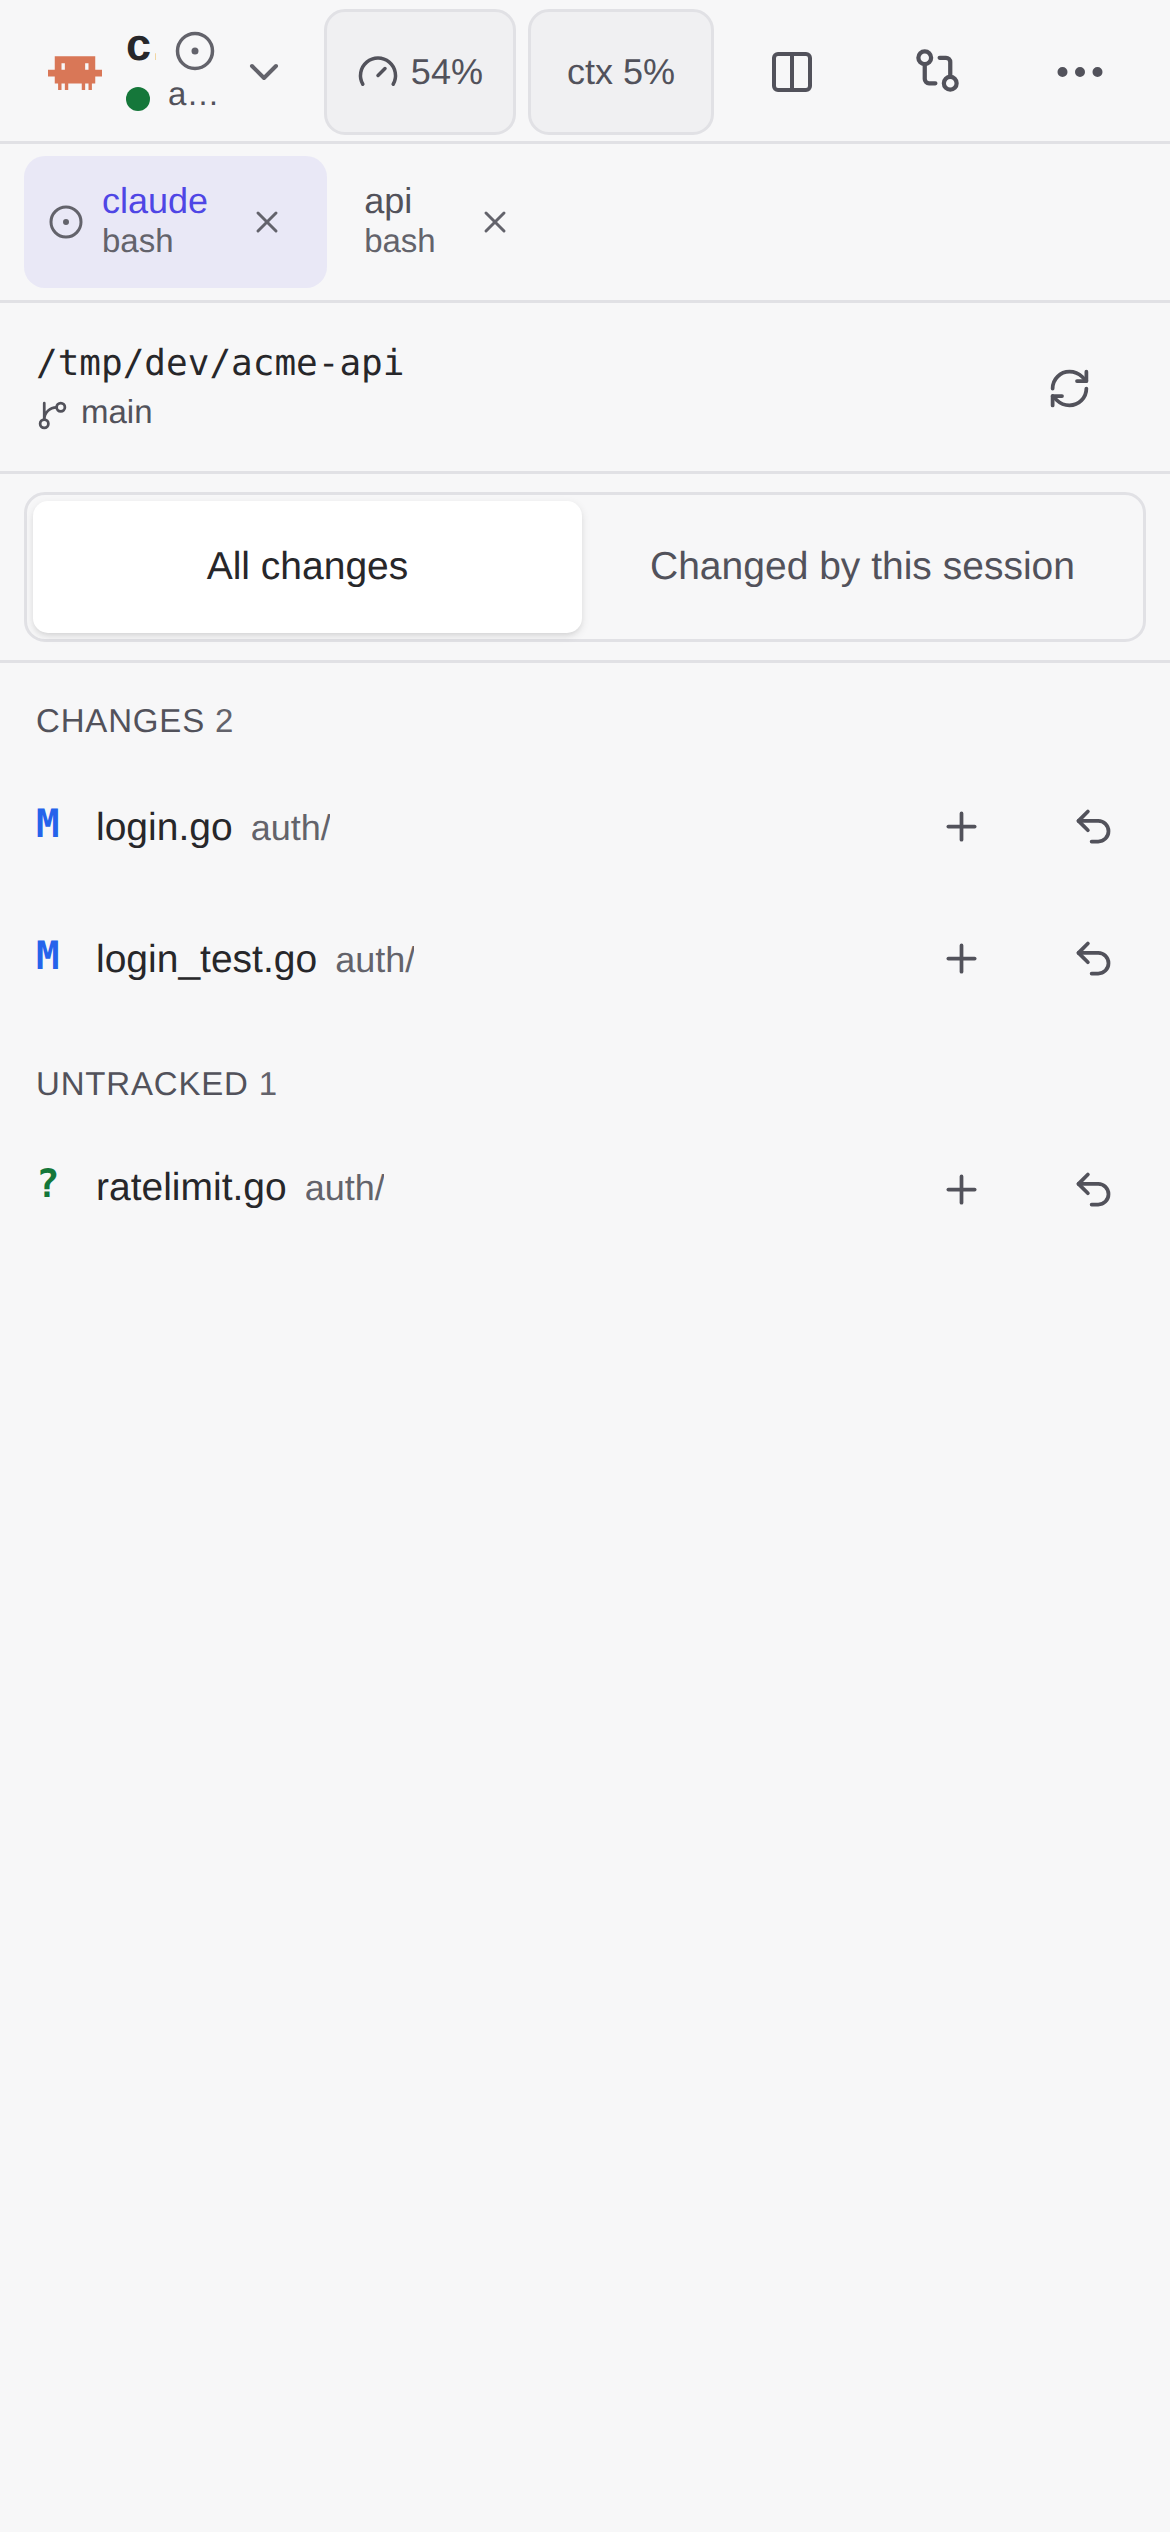 c
a...
54%
ctx 5%
claude
bash
api
bash
/tmp/dev/acme-api
main
All changes
Changed by this session
CHANGES 2
M login.go auth/
M login_test.go auth/
UNTRACKED 1
? ratelimit.go auth/